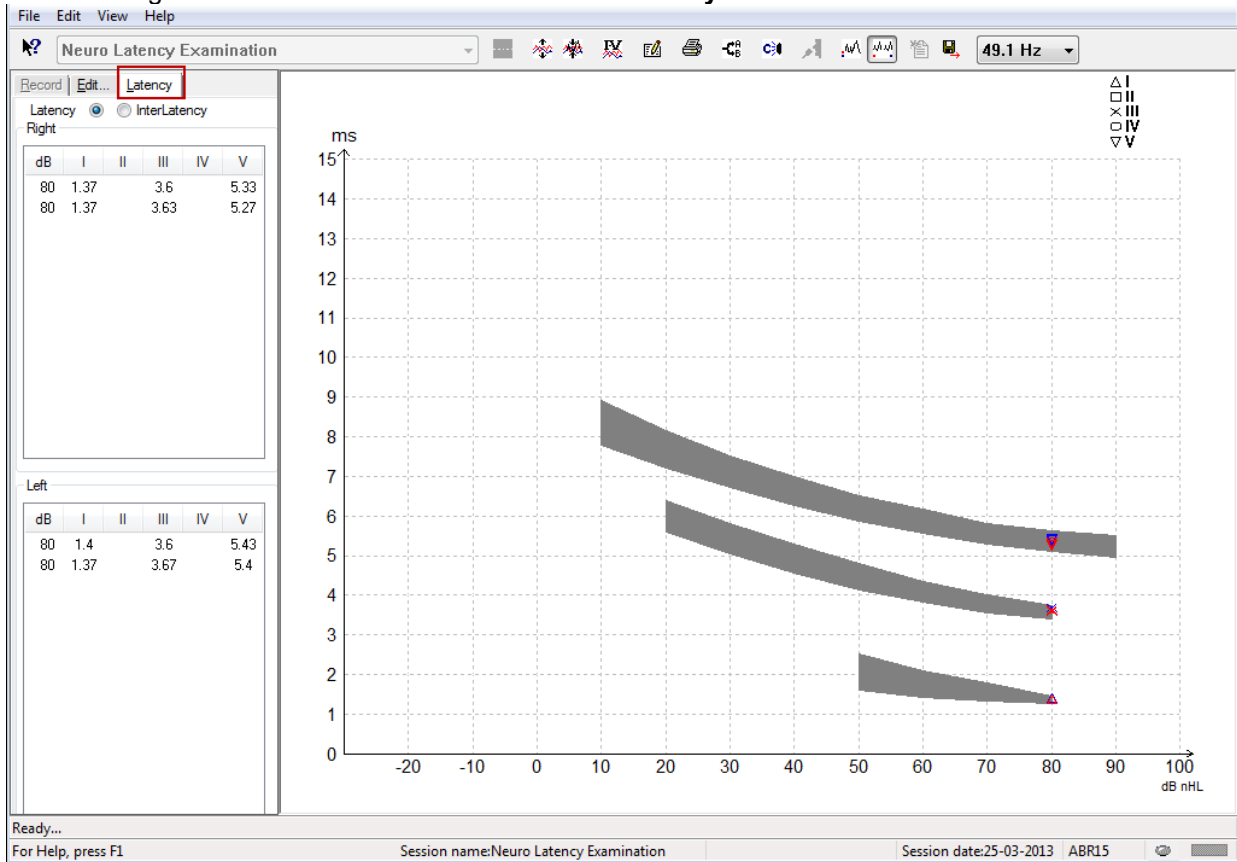 File Edit View Help
Neuro Latency Examination 49.1 Hz
Record Edit... Latency
Latency InterLatency
Right
dB I II III IV V
80 1.37 3.6 5.33
80 1.37 3.63 5.27
Left
dB I II III IV V
80 1.4 3.6 5.43
80 1.37 3.67 5.4
I
II
III
IV
V
ms
15
14
13
12
11
10
9
8
7
6
5
4
3
2
1
0
-20 -10 0 10 20 30 40 50 60 70 80 90 100
dB nHL
Ready...
For Help, press F1 Session name:Neuro Latency Examination Session date:25-03-2013 ABR15